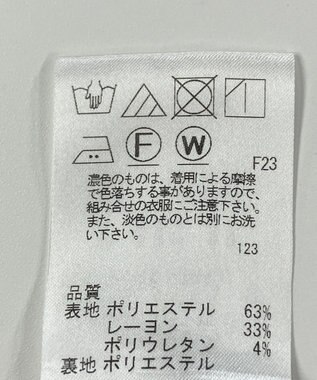 F W
F23
濃色のものは、着用による摩擦
で色落ちする事がありますので、
組み合せの衣服にご注意下さい。
また、淡色のものとは別にお洗
い下さい。
123
品質
表地 ポリエステル 63%
レーヨン 33%
ポリウレタン 4%
裏地 ポリエステル